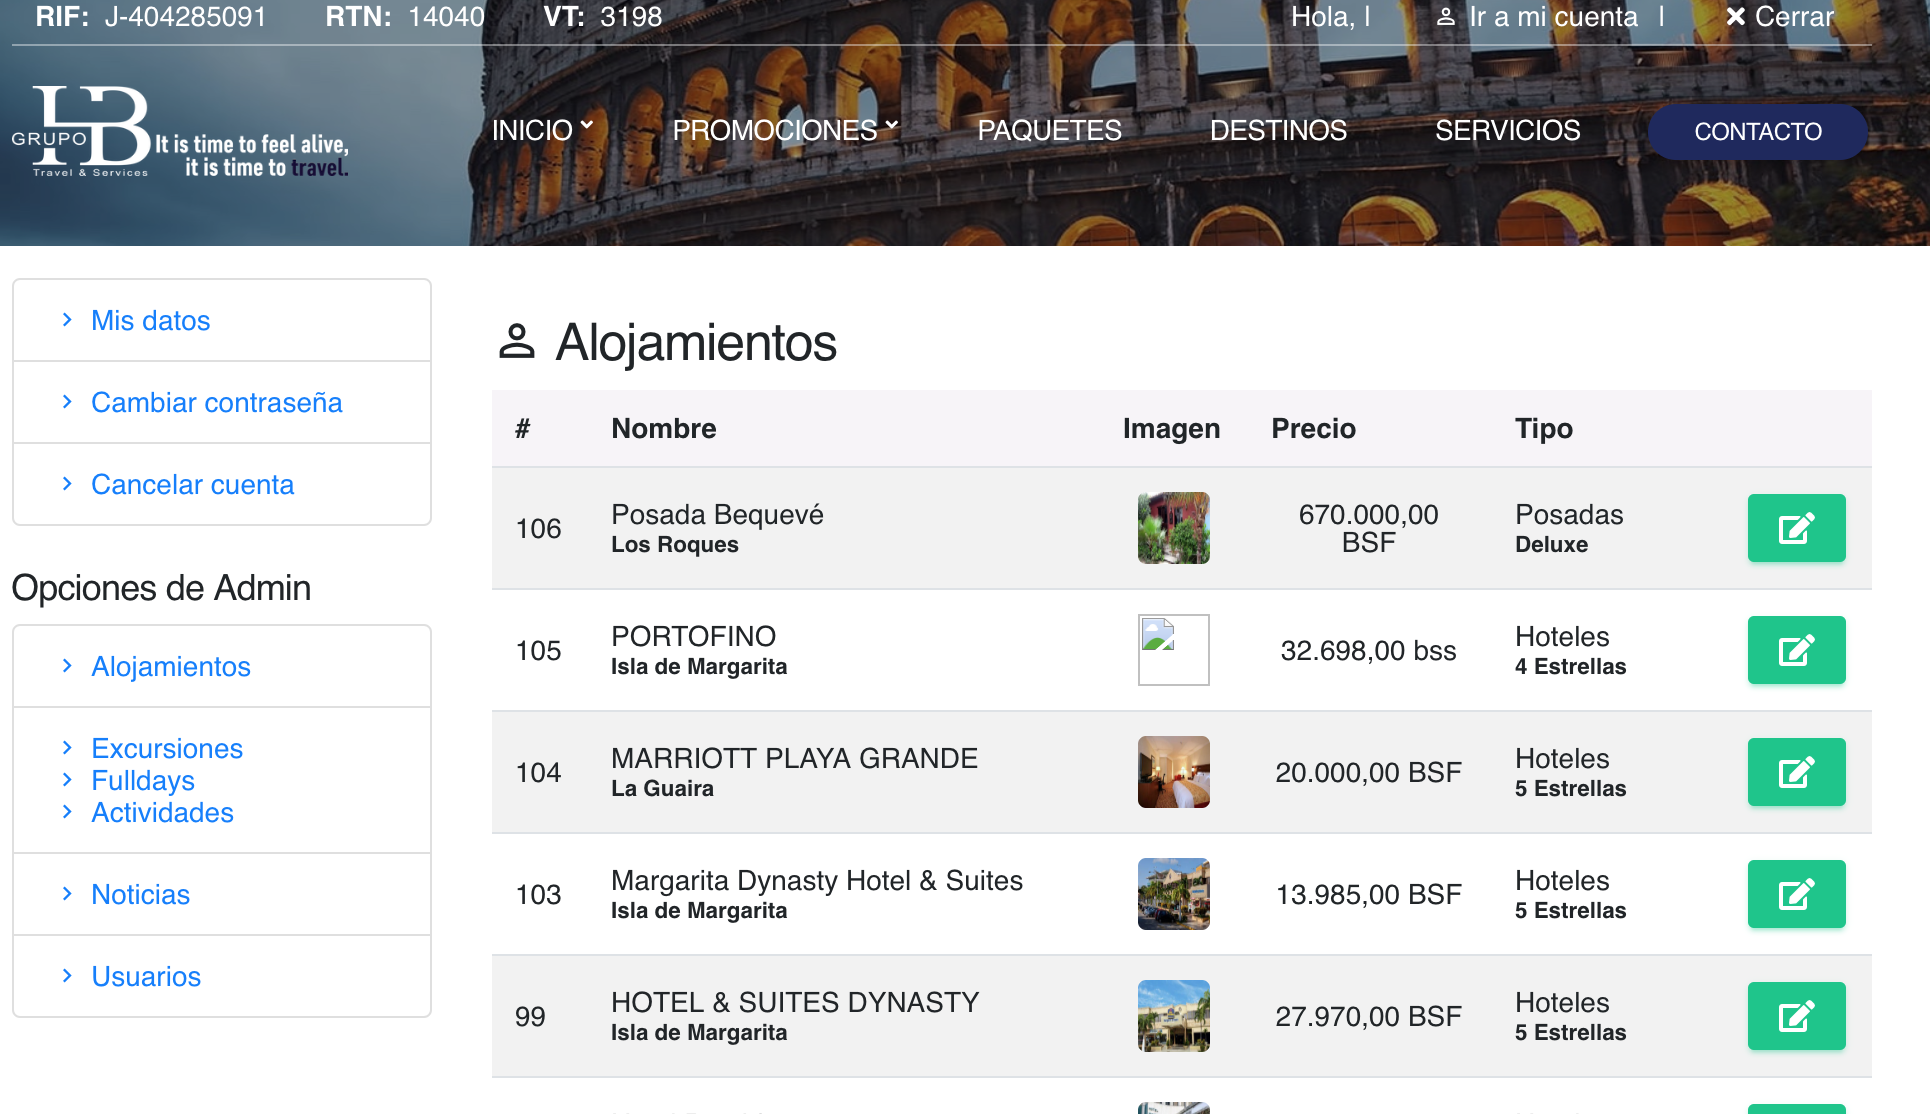 RIF: J-404285091 RTN: 14040 VT: 3198 Hola, | Ir a mi cuenta | Cerrar
GRUPO HB
Travel & Services
It is time to feel alive,
it is time to travel.
INICIO PROMOCIONES PAQUETES DESTINOS SERVICIOS CONTACTO
Mis datos
Cambiar contraseña
Cancelar cuenta
Opciones de Admin
Alojamientos
Excursiones
Fulldays
Actividades
Noticias
Usuarios
Alojamientos
# Nombre Imagen Precio Tipo
106 Posada Bequevé 670.000,00 BSF Posadas
Los Roques Deluxe
105 PORTOFINO 32.698,00 bss Hoteles
Isla de Margarita 4 Estrellas
104 MARRIOTT PLAYA GRANDE 20.000,00 BSF Hoteles
La Guaira 5 Estrellas
103 Margarita Dynasty Hotel & Suites 13.985,00 BSF Hoteles
Isla de Margarita 5 Estrellas
99 HOTEL & SUITES DYNASTY 27.970,00 BSF Hoteles
Isla de Margarita 5 Estrellas